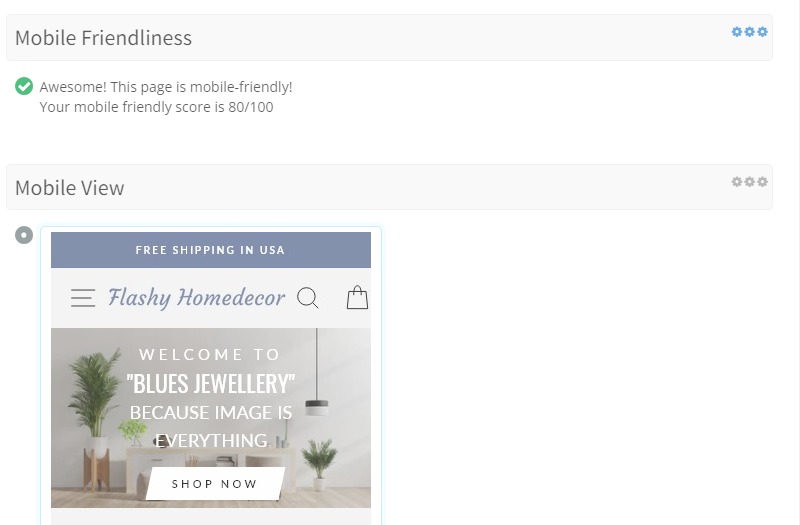 Mobile Friendliness
Awesome! This page is mobile-friendly!
Your mobile friendly score is 80/100
Mobile View
FREE SHIPPING IN USA
Flashy Homedecor
WELCOME TO
"BLUES JEWELLERY"
BECAUSE IMAGE IS
EVERYTHING.
SHOP NOW